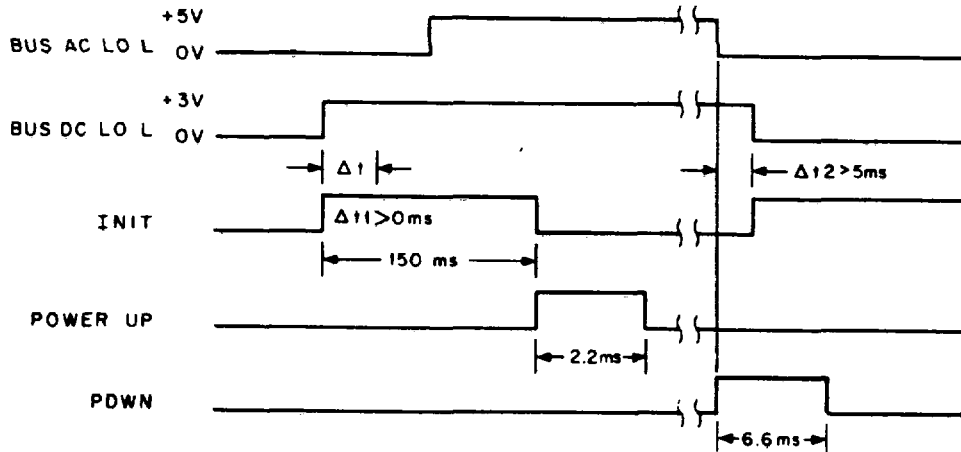 +5V
BUS AC LO L
0V
+3V
BUS DC LO L
0V
Δt
Δt2>5ms
INIT
Δt1>0ms
150 ms
POWER UP
2.2ms
PDWN
6.6ms